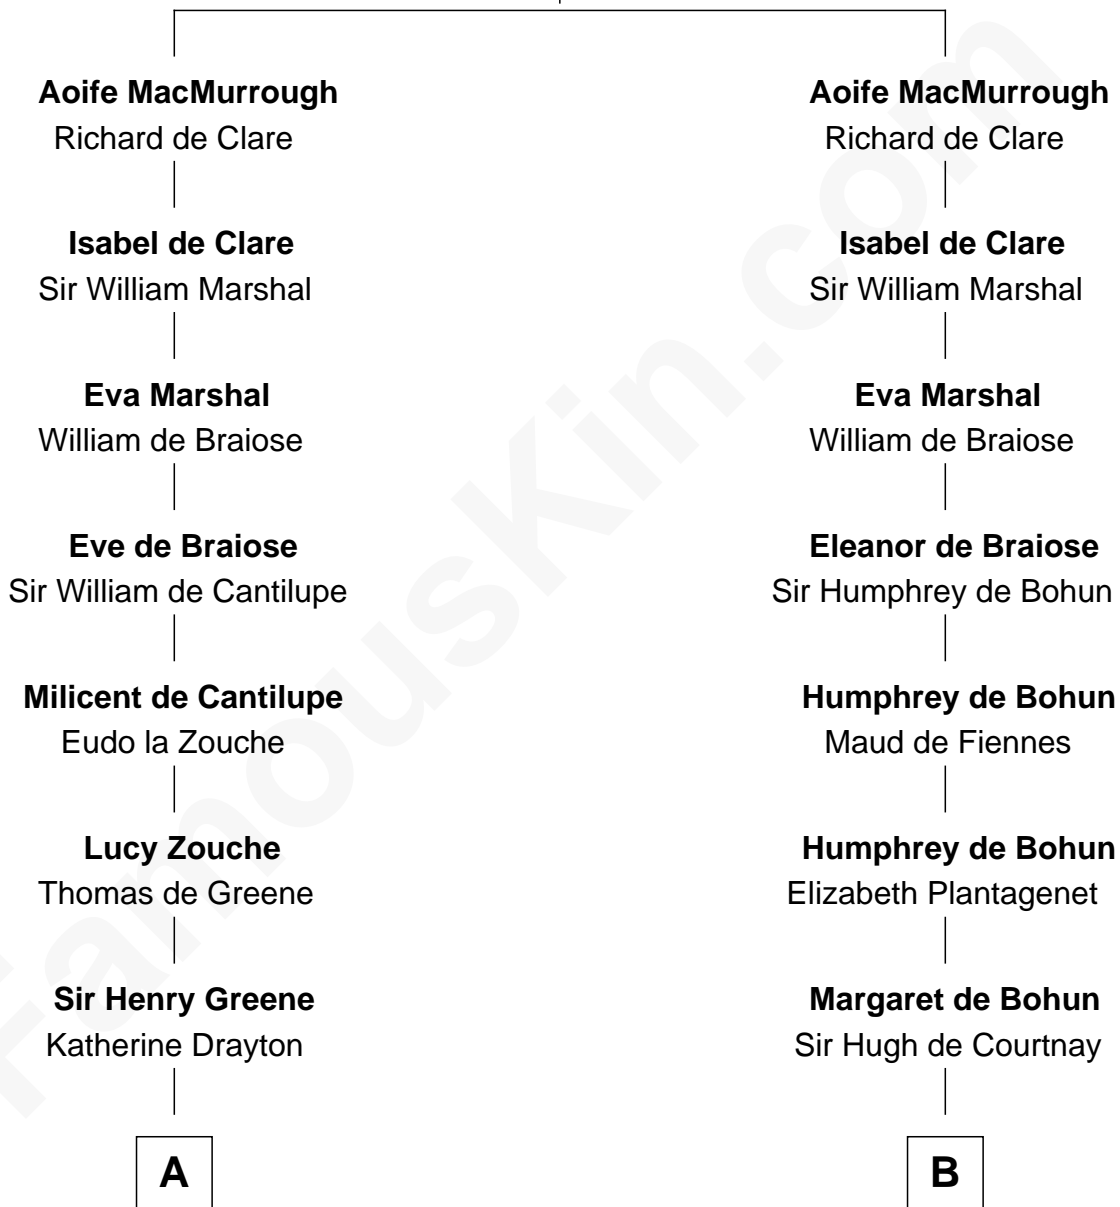 Aoife MacMurrough
Richard de Clare
Isabel de Clare
Sir William Marshal
Eva Marshal
William de Braiose
Eve de Braiose
Sir William de Cantilupe
Milicent de Cantilupe
Eudo la Zouche
Lucy Zouche
Thomas de Greene
Sir Henry Greene
Katherine Drayton
A
Aoife MacMurrough
Richard de Clare
Isabel de Clare
Sir William Marshal
Eva Marshal
William de Braiose
Eleanor de Braiose
Sir Humphrey de Bohun
Humphrey de Bohun
Maud de Fiennes
Humphrey de Bohun
Elizabeth Plantagenet
Margaret de Bohun
Sir Hugh de Courtnay
B
FamousKin.com